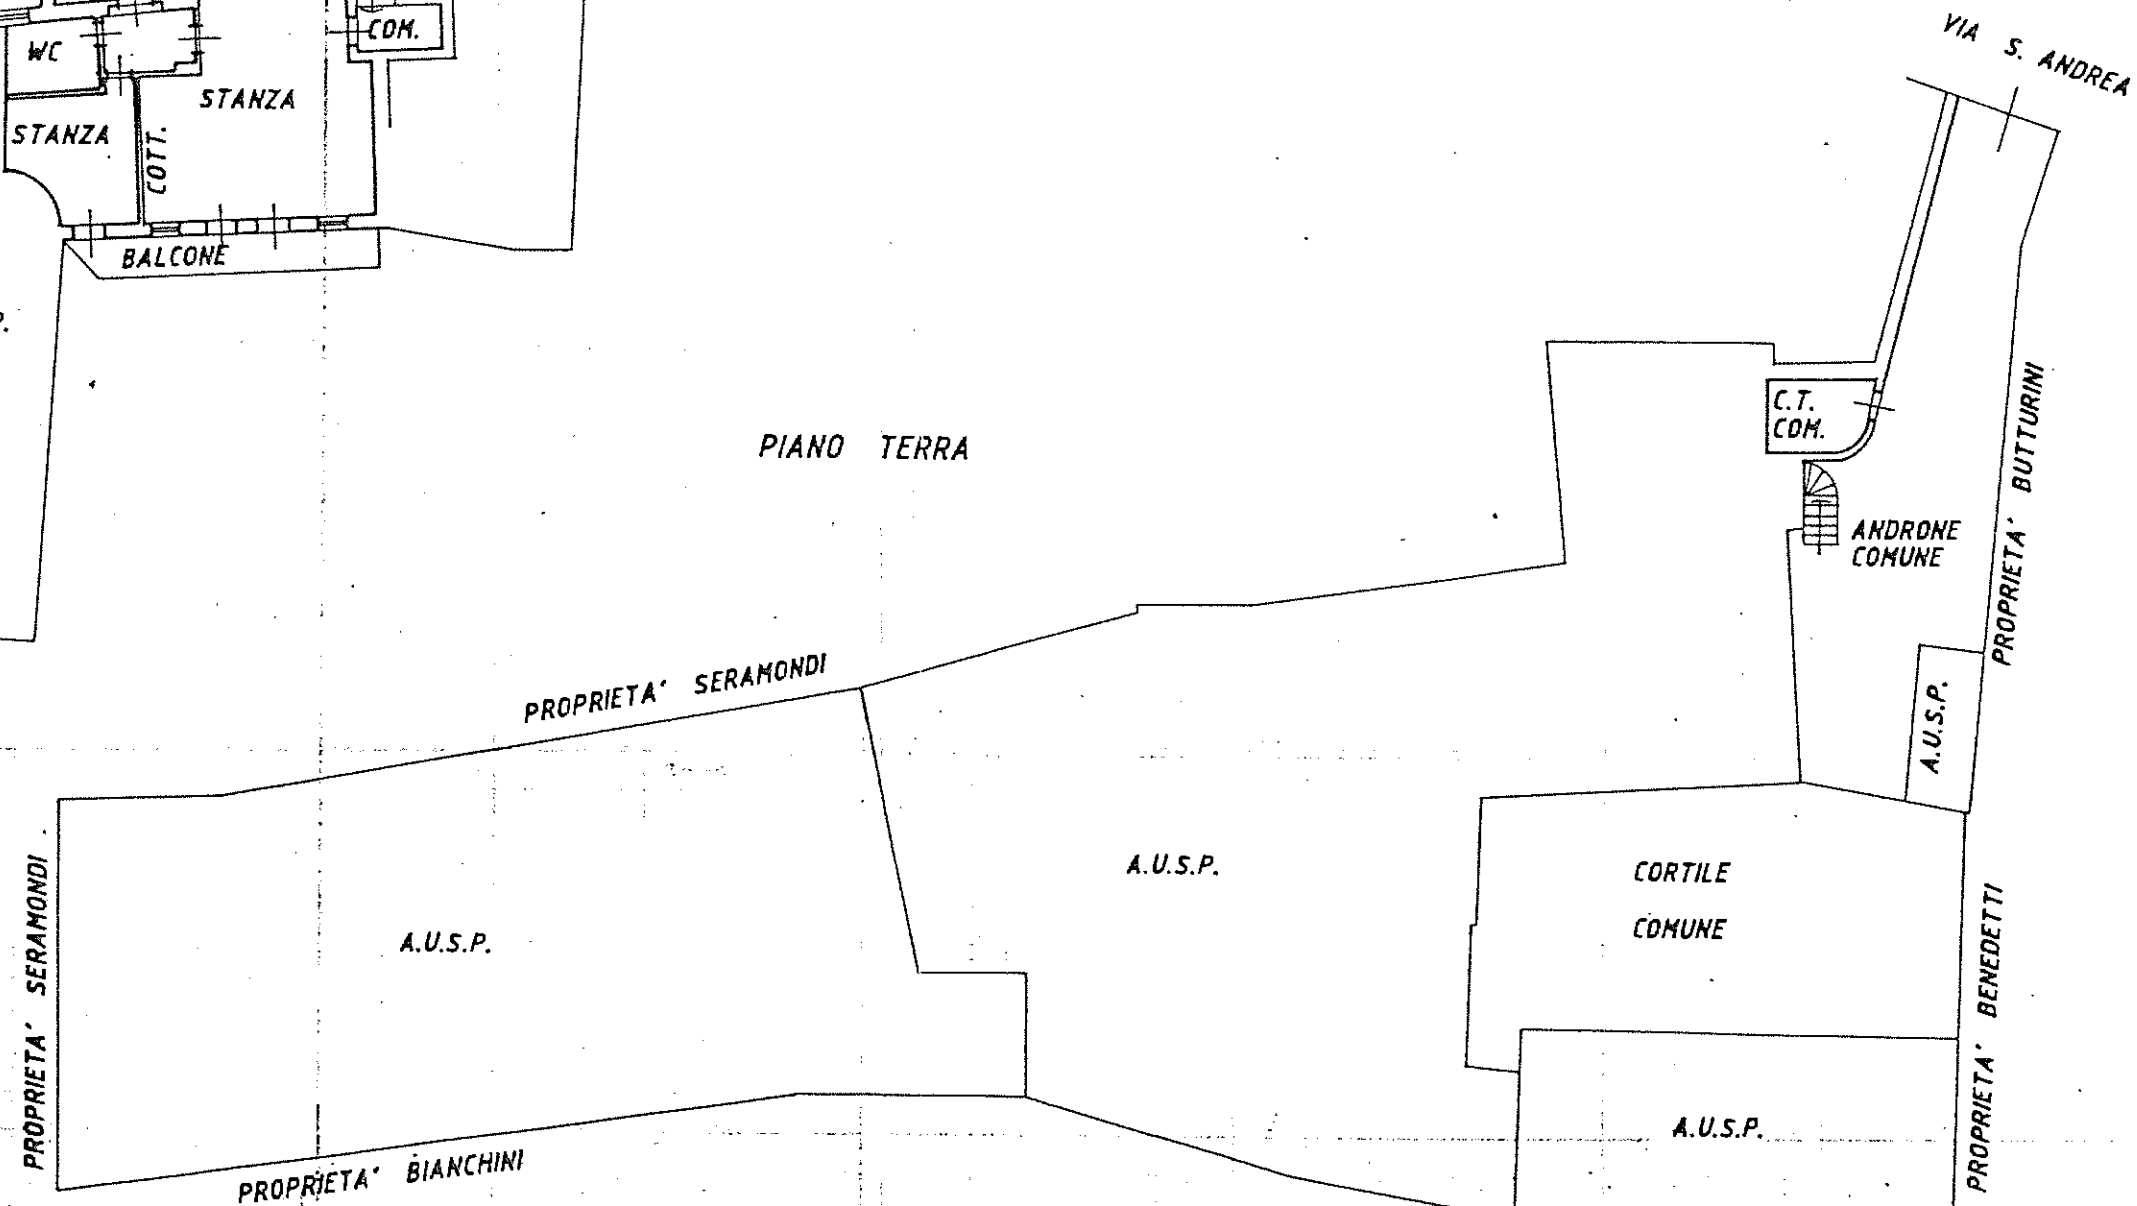 VIA S. ANDREA
COM.
WC
STANZA
STANZA
COTT.
BALCONE
P.
C.T.
COM.
PROPRIETA' BUTTURINI
PIANO TERRA
ANDRONE
COMUNE
PROPRIETA' SERAMONDI
A.U.S.P.
A.U.S.P.
CORTILE
COMUNE
A.U.S.P.
PROPRIETA' SERAMONDI
PROPRIETA' BENEDETTI
A.U.S.P.
PROPRIETA' BIANCHINI